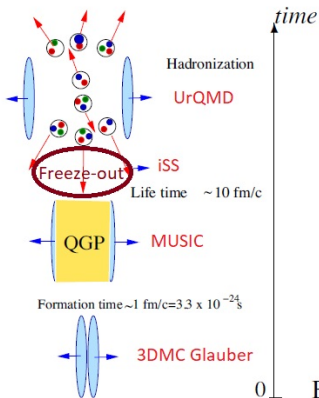 time
Hadronization
UrQMD
Freeze-out
iSS
Life time ~10 fm/c
QGP
MUSIC
Formation time ~1 fm/c=3.3 x 10⁻²⁴s
3DMC Glauber
0